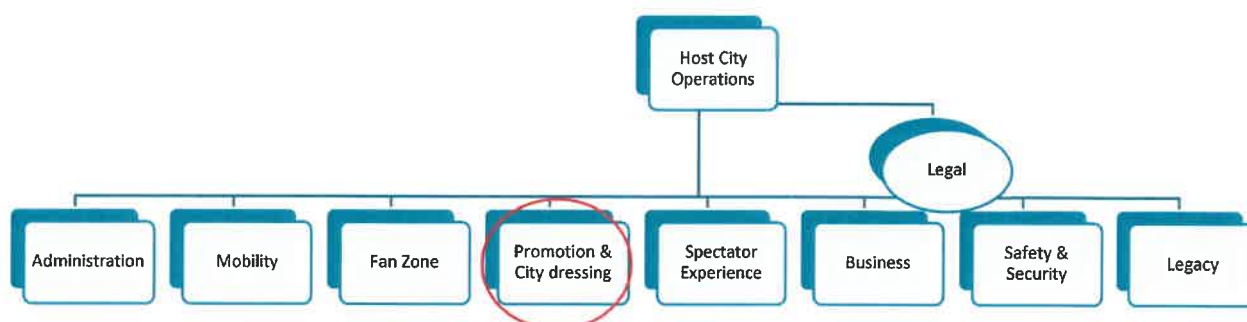 Host City
Operations
Legal
Administration
Mobility
Fan Zone
Promotion &
City dressing
Spectator
Experience
Business
Safety &
Security
Legacy